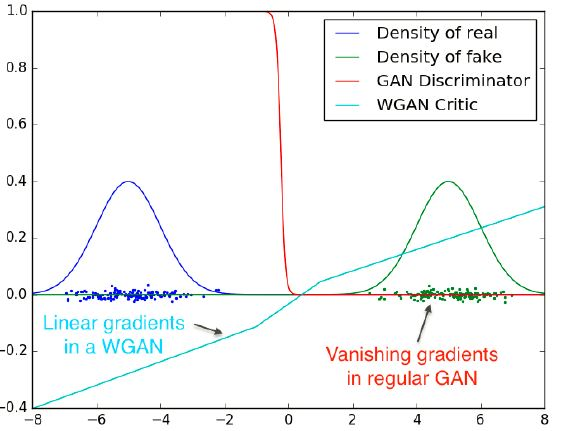 1.0
Density of real
Density of fake
GAN Discriminator
WGAN Critic
0.8
0.6
0.4
0.2
0.0
Linear gradients
in a WGAN
−0.2
Vanishing gradients
in regular GAN
−0.4
−8 −6 −4 −2 0 2 4 6 8